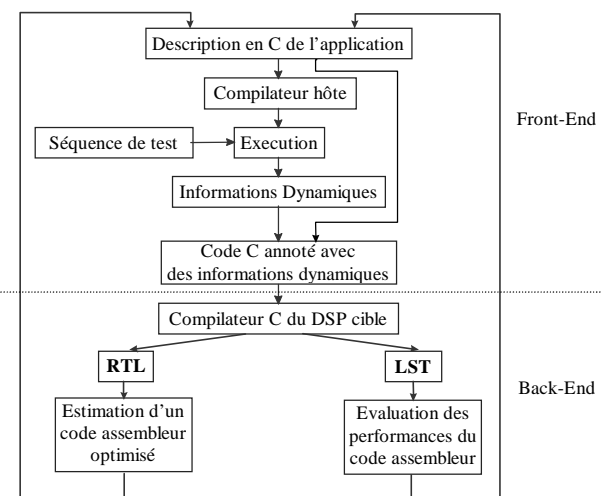 Description en C de l'application
Compilateur hôte
Front-End
Séquence de test
Execution
Informations Dynamiques
Code C annoté avec
des informations dynamiques
Compilateur C du DSP cible
RTL
LST
Back-End
Estimation d'un
code assembleur
optimisé
Evaluation des
performances du
code assembleur